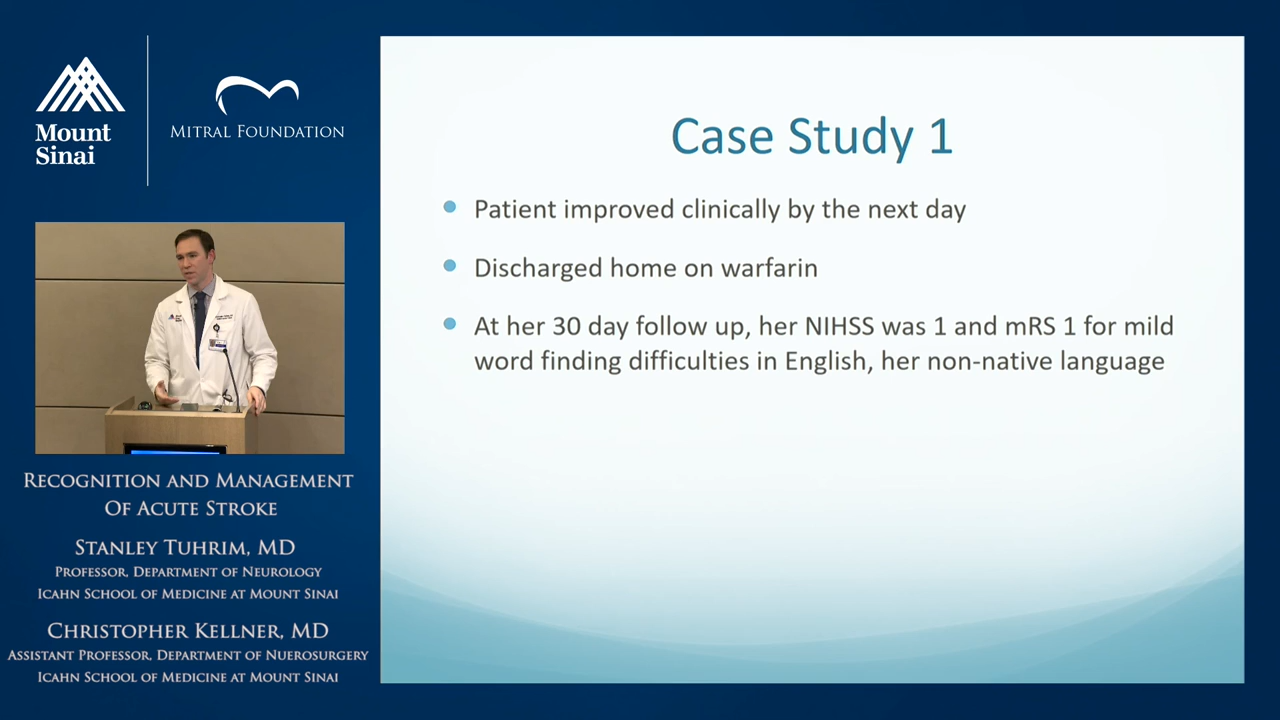 Mount
Sinai
MITRAL FOUNDATION
Case Study 1
Patient improved clinically by the next day
Discharged home on warfarin
At her 30 day follow up, her NIHSS was 1 and mRS 1 for mild
word finding difficulties in English, her non-native language
RECOGNITION AND MANAGEMENT
OF ACUTE STROKE
STANLEY TUHRIM, MD
PROFESSOR, DEPARTMENT OF NEUROLOGY
ICAHN SCHOOL OF MEDICINE AT MOUNT SINAI
CHRISTOPHER KELLNER, MD
ASSISTANT PROFESSOR, DEPARTMENT OF NUEROSURGERY
ICAHN SCHOOL OF MEDICINE AT MOUNT SINAI